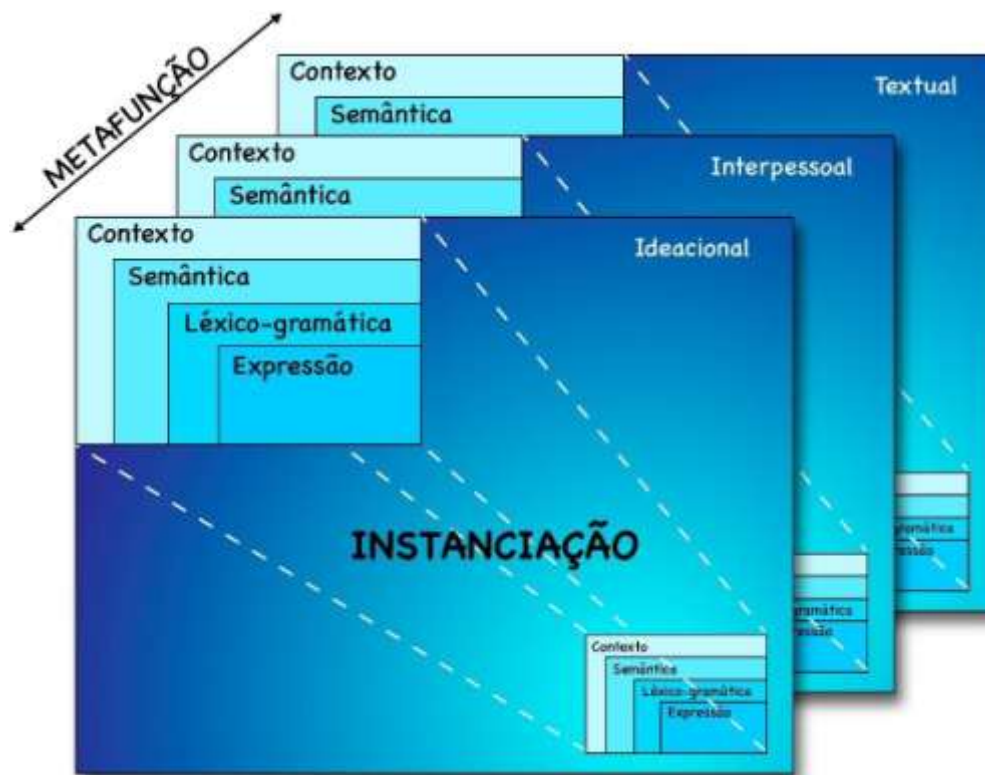 METAFUNÇÃO
Contexto
Semântica
Textual
Contexto
Semântica
Interpessoal
Contexto
Semântica
Léxico-gramática
Expressão
Ideacional
INSTANCIAÇÃO
Contexto
Semântica
Léxico-gramática
Expressão